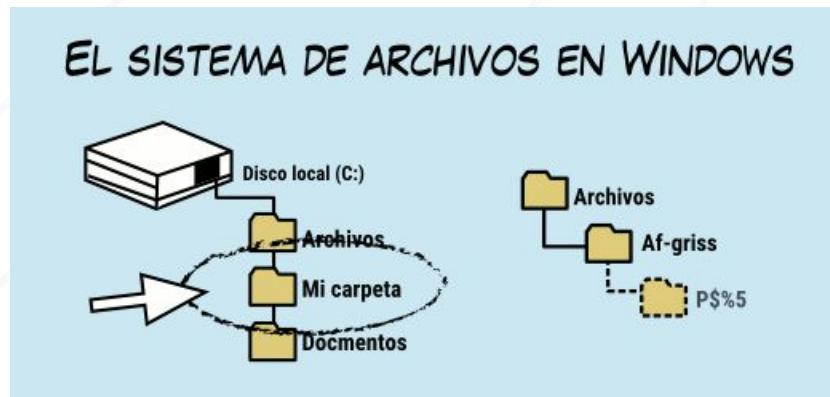 EL SISTEMA DE ARCHIVOS EN WINDOWS
Disco local (C:)
Archivos
Mi carpeta
Docmentos
Archivos
Af-griss
P$%5